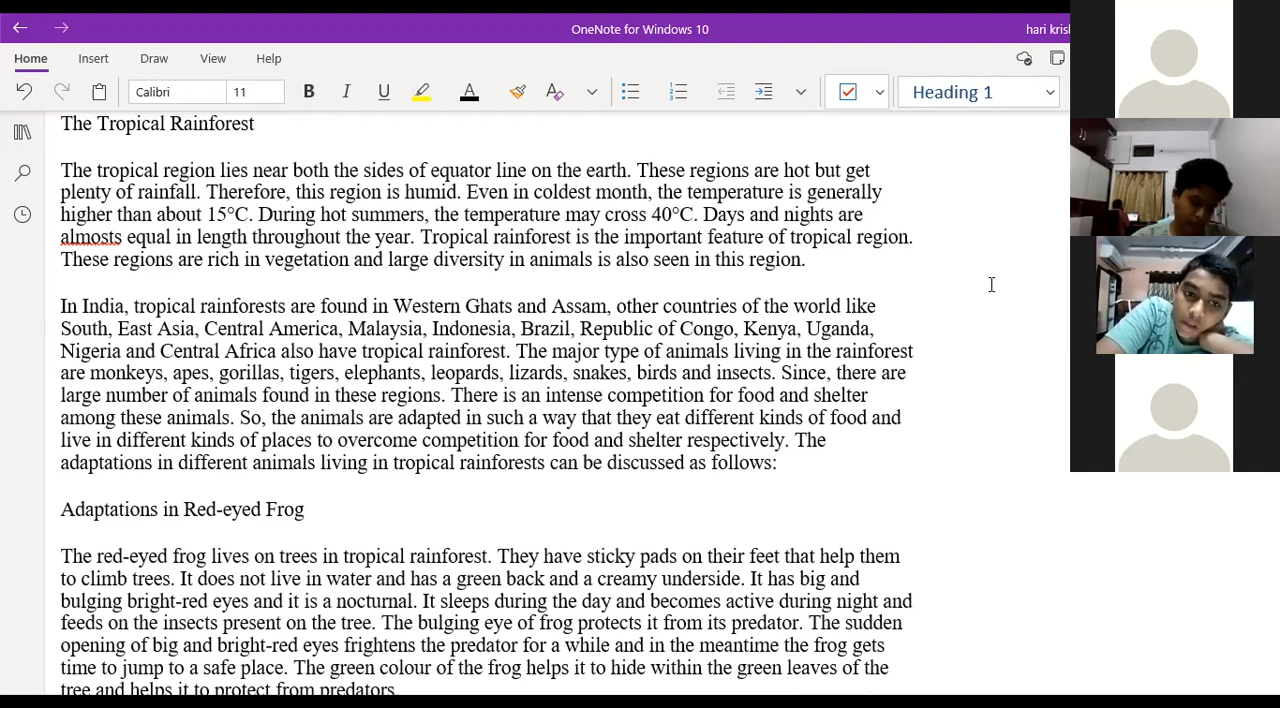 OneNote for Windows 10
hari krish
Home Insert Draw View Help
Calibri 11 B I U A A Heading 1
The Tropical Rainforest
The tropical region lies near both the sides of equator line on the earth. These regions are hot but get
plenty of rainfall. Therefore, this region is humid. Even in coldest month, the temperature is generally
higher than about 15°C. During hot summers, the temperature may cross 40°C. Days and nights are
almosts equal in length throughout the year. Tropical rainforest is the important feature of tropical region.
These regions are rich in vegetation and large diversity in animals is also seen in this region.
In India, tropical rainforests are found in Western Ghats and Assam, other countries of the world like
South, East Asia, Central America, Malaysia, Indonesia, Brazil, Republic of Congo, Kenya, Uganda,
Nigeria and Central Africa also have tropical rainforest. The major type of animals living in the rainforest
are monkeys, apes, gorillas, tigers, elephants, leopards, lizards, snakes, birds and insects. Since, there are
large number of animals found in these regions. There is an intense competition for food and shelter
among these animals. So, the animals are adapted in such a way that they eat different kinds of food and
live in different kinds of places to overcome competition for food and shelter respectively. The
adaptations in different animals living in tropical rainforests can be discussed as follows:
Adaptations in Red-eyed Frog
The red-eyed frog lives on trees in tropical rainforest. They have sticky pads on their feet that help them
to climb trees. It does not live in water and has a green back and a creamy underside. It has big and
bulging bright-red eyes and it is a nocturnal. It sleeps during the day and becomes active during night and
feeds on the insects present on the tree. The bulging eye of frog protects it from its predator. The sudden
opening of big and bright-red eyes frightens the predator for a while and in the meantime the frog gets
time to jump to a safe place. The green colour of the frog helps it to hide within the green leaves of the
tree and helps it to protect from predators.